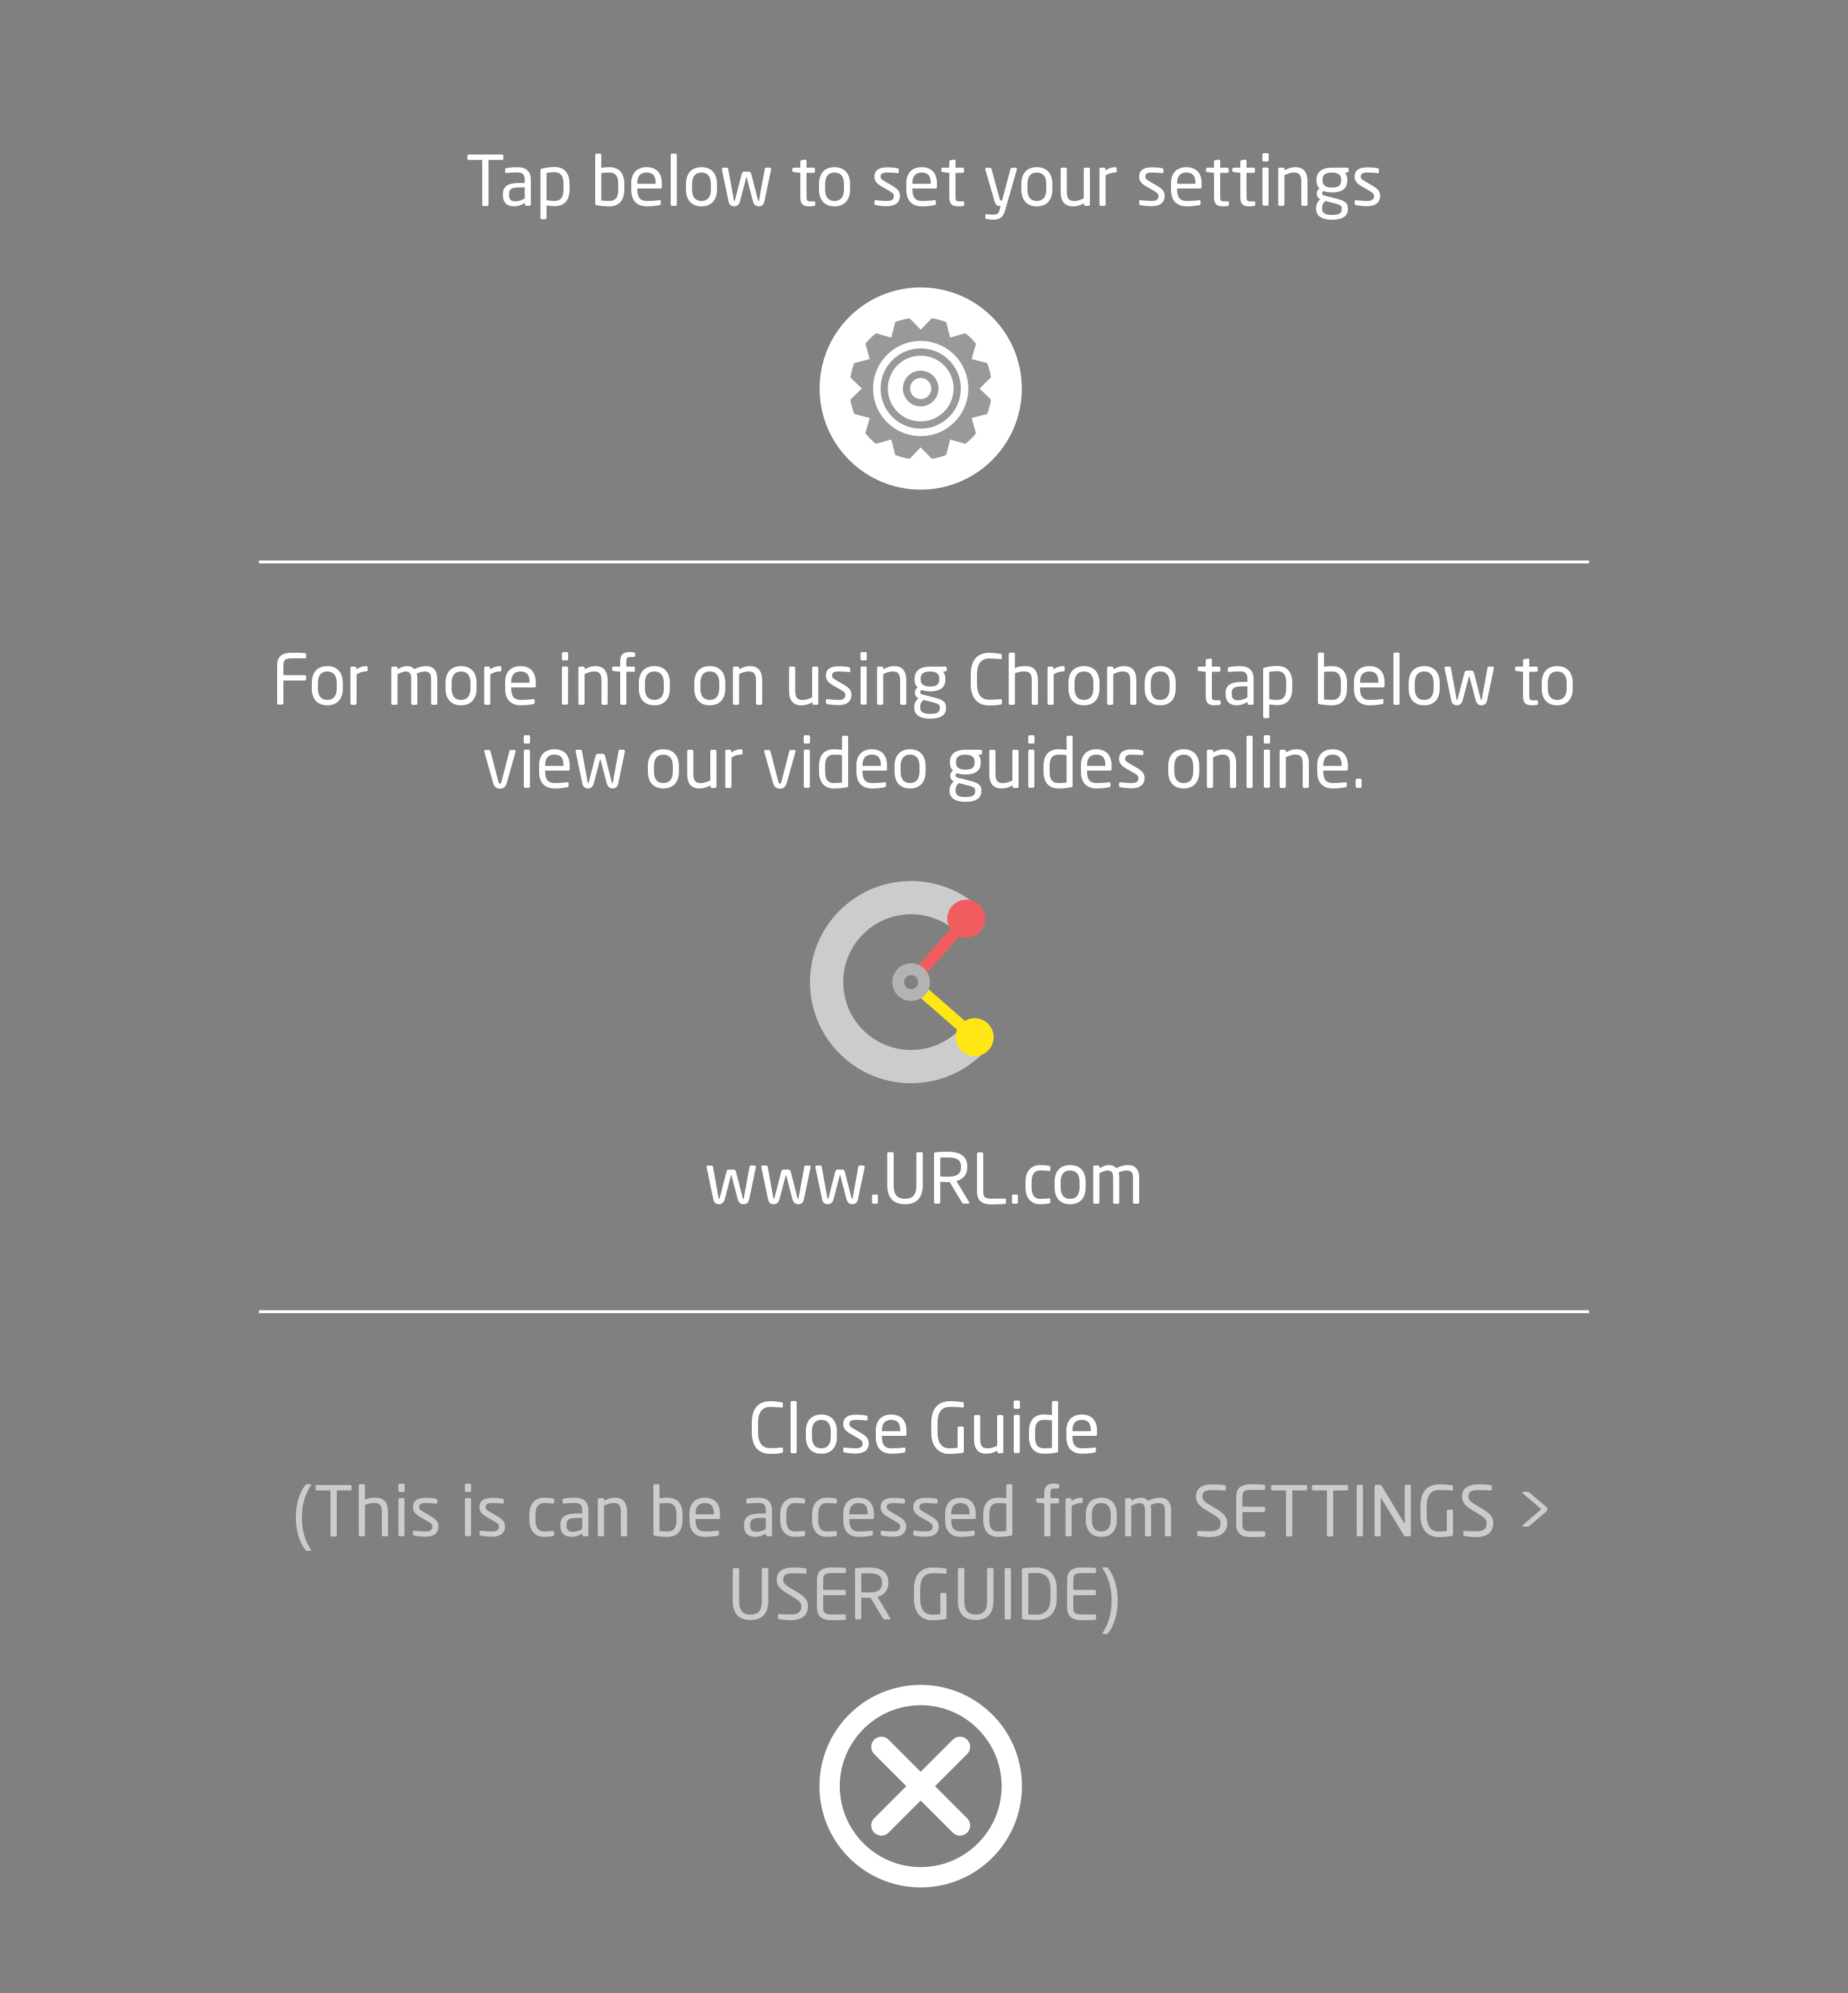 Tap below to set your settings
For more info on using Chrono tap below to
view our video guides online.
www.URL.com
Close Guide
(This is can be accessed from SETTINGS >
USER GUIDE)